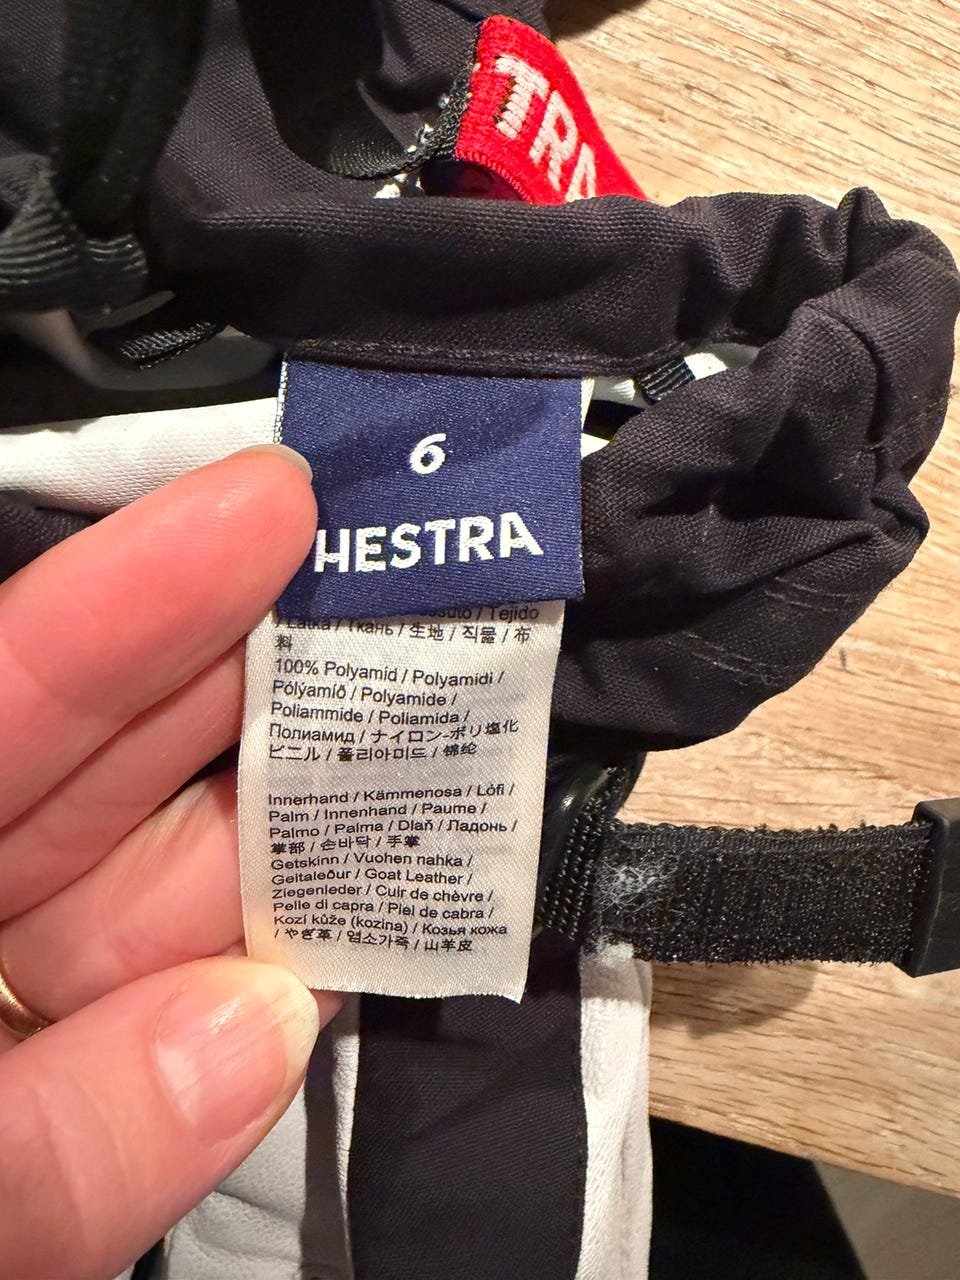 TRA
6
HESTRA
/ Tejido
/ Látka / Ткань / 生地 / 직물 / 布
料
100% Polyamid / Polyamidi /
Pólýamíð / Polyamide /
Poliammide / Poliamida /
Полиамид / ナイロン-ポリ塩化
ビニル / 폴리아미드 / 锦纶
Innerhand / Kämmenosa / Lófi /
Palm / Innenhand / Paume /
Palmo / Palma / Dlaň / Ладонь /
掌部 / 손바닥 / 手掌
Getskinn / Vuohen nahka /
Geitaleður / Goat Leather /
Ziegenleder / Cuir de chèvre /
Pelle di capra / Piel de cabra /
Kozí kůže (kozina) / Козья кожа
/ やぎ革 / 염소가죽 / 山羊皮